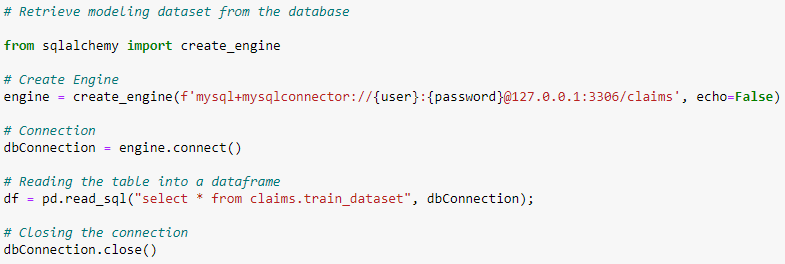 # Retrieve modeling dataset from the database
from sqlalchemy import create_engine
# Create Engine
engine = create_engine(f'mysql+mysqlconnector://{user}:{password}@127.0.0.1:3306/claims', echo=False)
# Connection
dbConnection = engine.connect()
# Reading the table into a dataframe
df = pd.read_sql("select * from claims.train_dataset", dbConnection);
# Closing the connection
dbConnection.close()